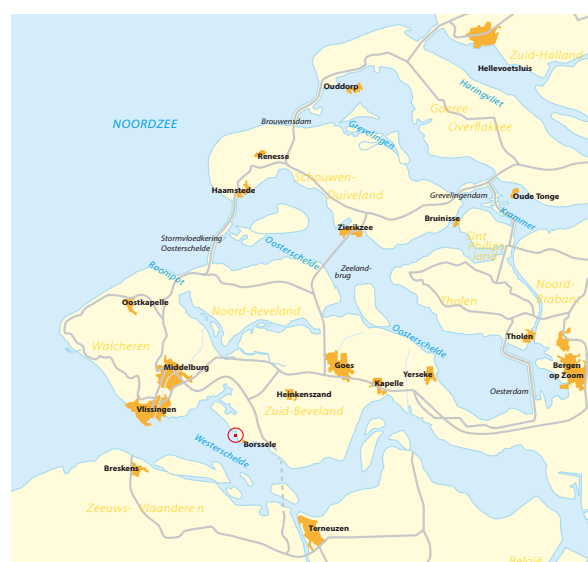 Zuid-Holland
Hellevoetsluis
Ouddorp
Haringvliet
Goeree-
Overflakkee
NOORDZEE
Brouwensdam
Grevelingen
Renesse
Schouwen-
Duiveland
Haamstede
Grevelingendam
Oude Tonge
Krammer
Bruinisse
Zierikzee
Stormvloedkering
Oosterschelde
Oosterschelde
Sint
Philips
land
Roompot
Zeeland-
brug
Noord-
Brabant
Tholen
Oostkapelle
Noord-Beveland
Oosterschelde
Walcheren
Tholen
Middelburg
Goes
Yerseke
Bergen
op Zoom
Kapelle
Heinkenszand
Oesterdam
Vlissingen
Zuid-Beveland
Borssele
Westerschelde
Breskens
Zeeuws- Vlaanderen
Terneuzen
België